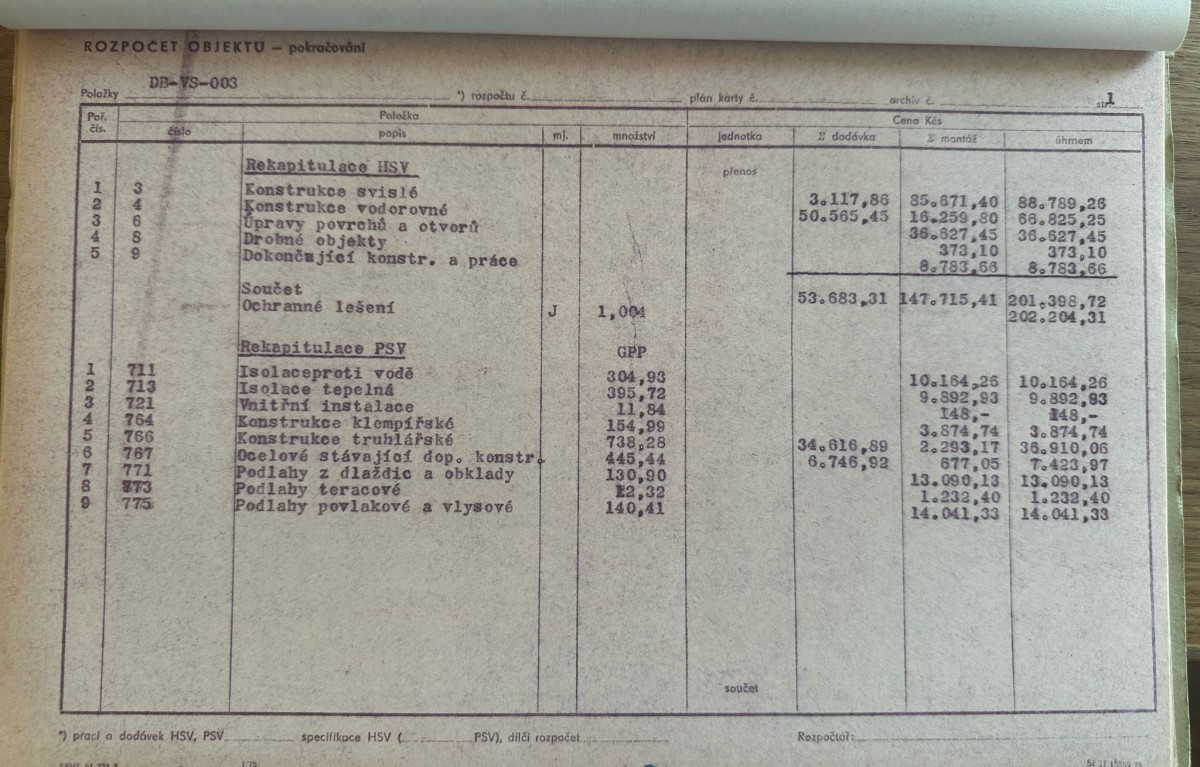 ROZPOČET OBJEKTU – pokračování
DB-VS-003
Položky *) rozpočtu č. plán karty č. archiv č. str. 1
Poř. čís. Položka Cena Kčs
číslo popis mj. množství jednotka Σ dodávka Σ montáž úhrnem
Rekapitulace HSV přenos
1 3 Konstrukce svislé 3.117,86 85.671,40 88.789,26
2 4 Konstrukce vodorovné 50.565,45 16.259,80 66.825,25
3 6 Úpravy povrchů a otvorů 36.627,45 36.627,45
4 8 Drobné objekty 373,10 373,10
5 9 Dokončující konstr. a práce 8.783,66 8.783,66
Součet 53.683,31 147.715,41 201.398,72
Ochranné lešení J 1,004 202.204,31
Rekapitulace PSV GPP
1 711 Isolaceproti vodě 304,93 10.164,26 10.164,26
2 713 Isolace tepelná 395,72 9.892,93 9.892,93
3 721 Vnitřní instalace 11,84 148,- 148,-
4 764 Konstrukce klempířské 154,99 3.874,74 3.874,74
5 766 Konstrukce truhlářské 738,28 34.616,89 2.293,17 36.910,06
6 767 Ocelové stávající dop. konstr. 445,44 6.746,92 677,05 7.423,97
7 771 Podlahy z dlaždic a obklady 130,90 13.090,13 13.090,13
8 773 Podlahy teracové 12,32 1.232,40 1.232,40
9 775 Podlahy povlakové a vlysové 140,41 14.041,33 14.041,33
součet
*) prací a dodávek HSV, PSV specifikace HSV ( PSV), dílčí rozpočet Rozpočtář: